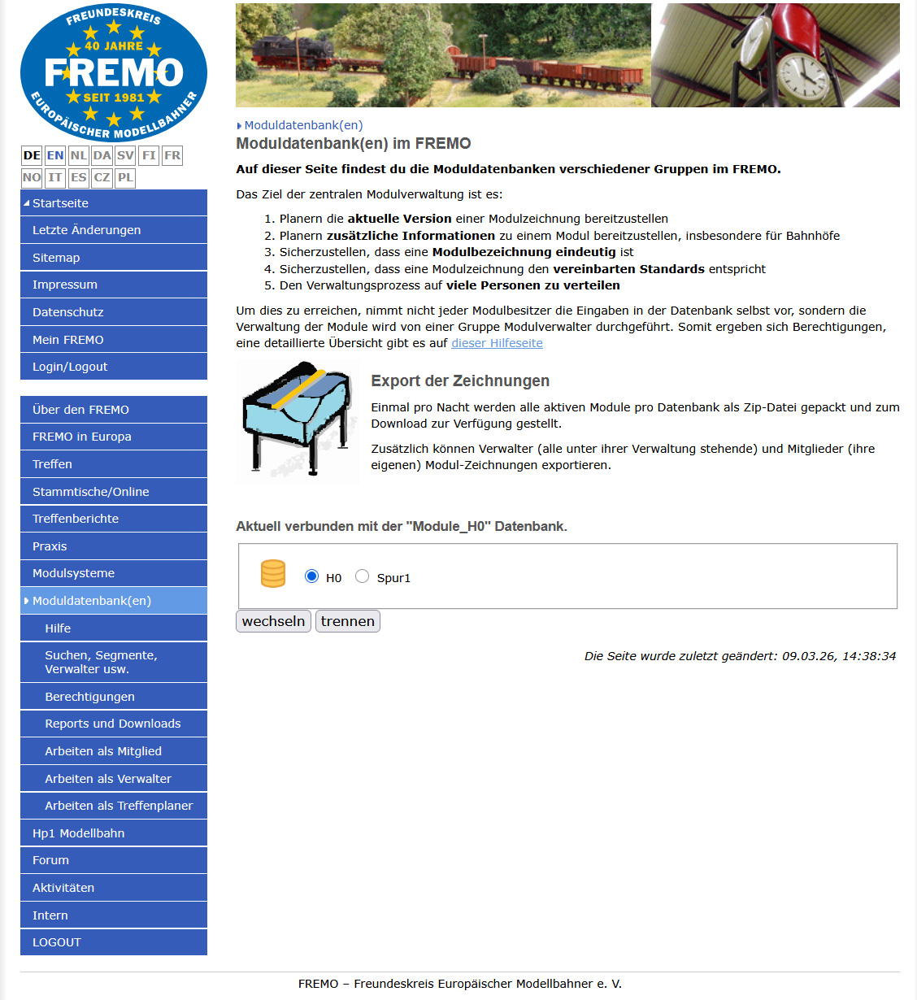 FREUNDESKREIS
40 JAHRE
FREMO
SEIT 1981
EUROPÄISCHER MODELLBAHNER
DE EN NL DA SV FI FR
NO IT ES CZ PL
Startseite
Letzte Änderungen
Sitemap
Impressum
Datenschutz
Mein FREMO
Login/Logout
Über den FREMO
FREMO in Europa
Treffen
Stammtische/Online
Treffenberichte
Praxis
Modulsysteme
Moduldatenbank(en)
Hilfe
Suchen, Segmente,
Verwalter usw.
Berechtigungen
Reports und Downloads
Arbeiten als Mitglied
Arbeiten als Verwalter
Arbeiten als Treffenplaner
Hp1 Modellbahn
Forum
Aktivitäten
Intern
LOGOUT
Moduldatenbank(en)
Moduldatenbank(en) im FREMO
Auf dieser Seite findest du die Moduldatenbanken verschiedener Gruppen im FREMO.
Das Ziel der zentralen Modulverwaltung ist es:
1. Planern die aktuelle Version einer Modulzeichnung bereitzustellen
2. Planern zusätzliche Informationen zu einem Modul bereitzustellen, insbesondere für Bahnhöfe
3. Sicherzustellen, dass eine Modulbezeichnung eindeutig ist
4. Sicherzustellen, dass eine Modulzeichnung den vereinbarten Standards entspricht
5. Den Verwaltungsprozess auf viele Personen zu verteilen
Um dies zu erreichen, nimmt nicht jeder Modulbesitzer die Eingaben in der Datenbank selbst vor, sondern die
Verwaltung der Module wird von einer Gruppe Modulverwalter durchgeführt. Somit ergeben sich Berechtigungen,
eine detaillierte Übersicht gibt es auf dieser Hilfeseite
Export der Zeichnungen
Einmal pro Nacht werden alle aktiven Module pro Datenbank als Zip-Datei gepackt und zum
Download zur Verfügung gestellt.
Zusätzlich können Verwalter (alle unter ihrer Verwaltung stehende) und Mitglieder (ihre
eigenen) Modul-Zeichnungen exportieren.
Aktuell verbunden mit der "Module_H0" Datenbank.
H0 Spur1
wechseln trennen
Die Seite wurde zuletzt geändert: 09.03.26, 14:38:34
FREMO – Freundeskreis Europäischer Modellbahner e. V.